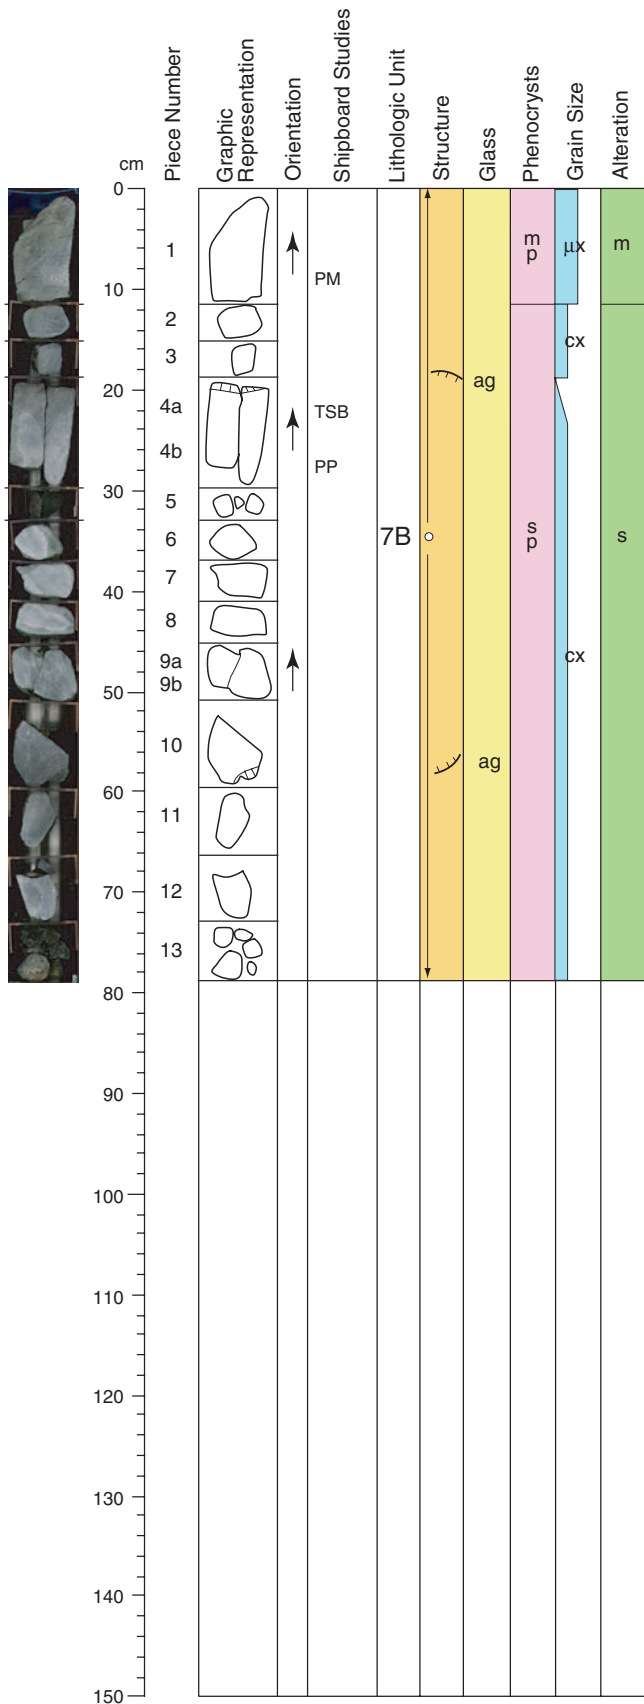 cm
Piece Number
Graphic
Representation
Orientation
Shipboard Studies
Lithologic Unit
Structure
Glass
Phenocrysts
Grain Size
Alteration
0
1
m
p
µx
m
PM
10
2
3
cx
20
4a
ag
TSB
4b
PP
30
5
6
7B
s
p
s
7
40
8
9a
cx
9b
50
10
ag
60
11
70
12
13
80
90
100
110
120
130
140
150